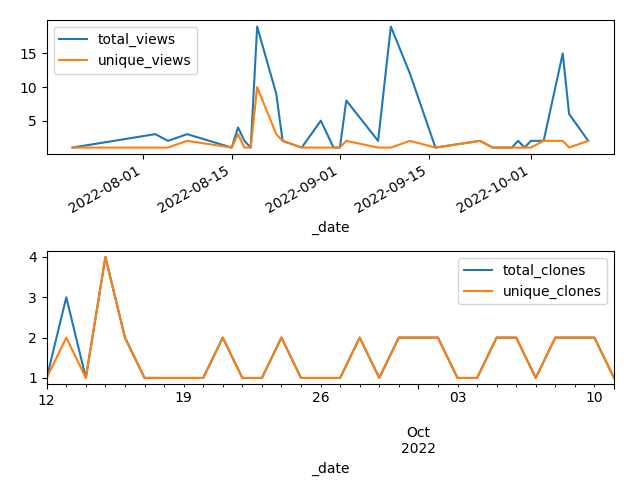 total_views
unique_views
15
10
5
2022-08-01
2022-08-15
2022-09-01
2022-09-15
2022-10-01
_date
total_clones
unique_clones
4
3
2
1
12
19
26
03
10
Oct
2022
_date